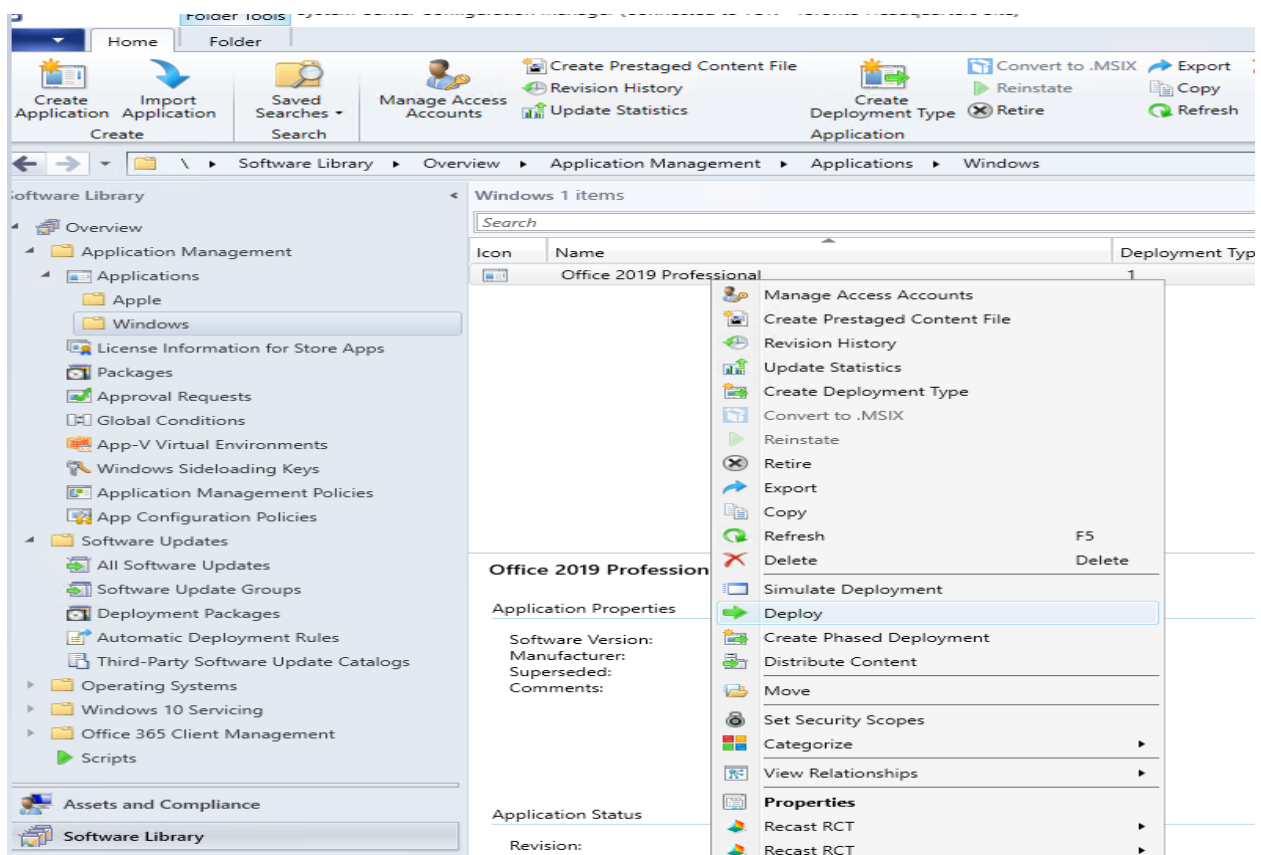 Folder Tools
Home Folder
Create Application
Import Application
Create
Saved Searches
Search
Manage Access Accounts
Create Prestaged Content File
Revision History
Update Statistics
Create Deployment Type
Application
Convert to .MSIX
Reinstate
Retire
Export
Copy
Refresh
\ Software Library Overview Application Management Applications Windows
oftware Library
Overview
Application Management
Applications
Apple
Windows
License Information for Store Apps
Packages
Approval Requests
Global Conditions
App-V Virtual Environments
Windows Sideloading Keys
Application Management Policies
App Configuration Policies
Software Updates
All Software Updates
Software Update Groups
Deployment Packages
Automatic Deployment Rules
Third-Party Software Update Catalogs
Operating Systems
Windows 10 Servicing
Office 365 Client Management
Scripts
Assets and Compliance
Software Library
Windows 1 items
Search
Icon Name Deployment Typ
Office 2019 Professional 1
Manage Access Accounts
Create Prestaged Content File
Revision History
Update Statistics
Create Deployment Type
Convert to .MSIX
Reinstate
Retire
Export
Copy
Refresh F5
Delete Delete
Simulate Deployment
Deploy
Create Phased Deployment
Distribute Content
Move
Set Security Scopes
Categorize
View Relationships
Properties
Recast RCT
Recast RCT
Office 2019 Profession
Application Properties
Software Version:
Manufacturer:
Superseded:
Comments:
Application Status
Revision: